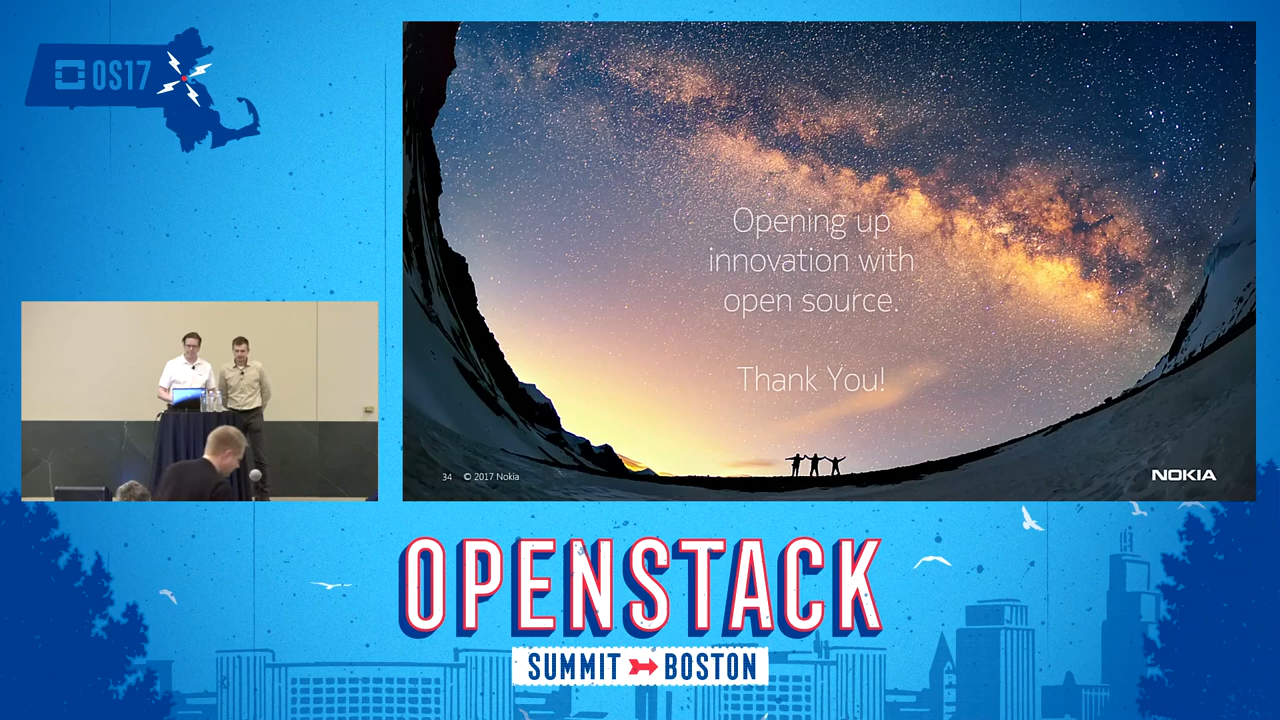 OS17
Opening up
innovation with
open source.
Thank You!
34 © 2017 Nokia
NOKIA
OPENSTACK
SUMMIT BOSTON